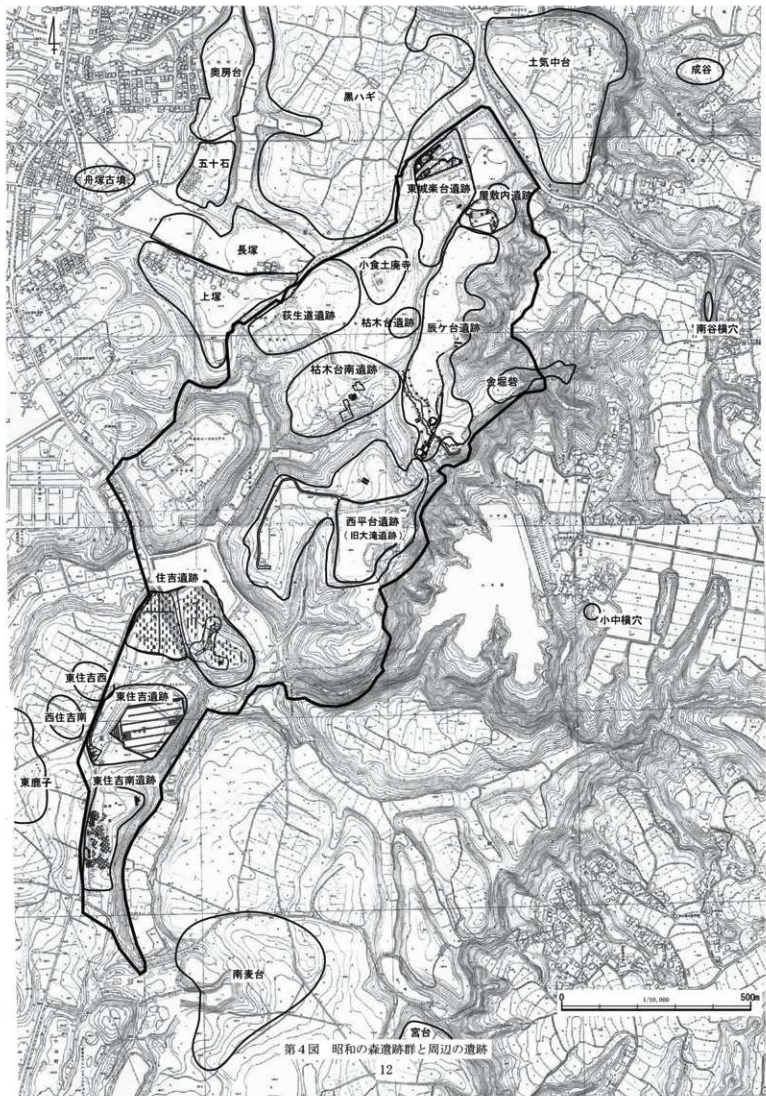 奥房台
土気中台
成谷
黒ハギ
五十石
舟塚古墳
東城楽台遺跡
屋敷内遺跡
長塚
小食土廃寺
上塚
荻生道遺跡
枯木台遺跡
辰ケ台遺跡
南谷横穴
枯木台南遺跡
金堀砦
西平台遺跡
(旧大滝遺跡)
住吉遺跡
小中横穴
東住吉西
東住吉遺跡
西住吉南
東住吉南遺跡
東鹿子
南麦台
0 1/10,000 500m
宮台
第4図 昭和の森遺跡群と周辺の遺跡
12